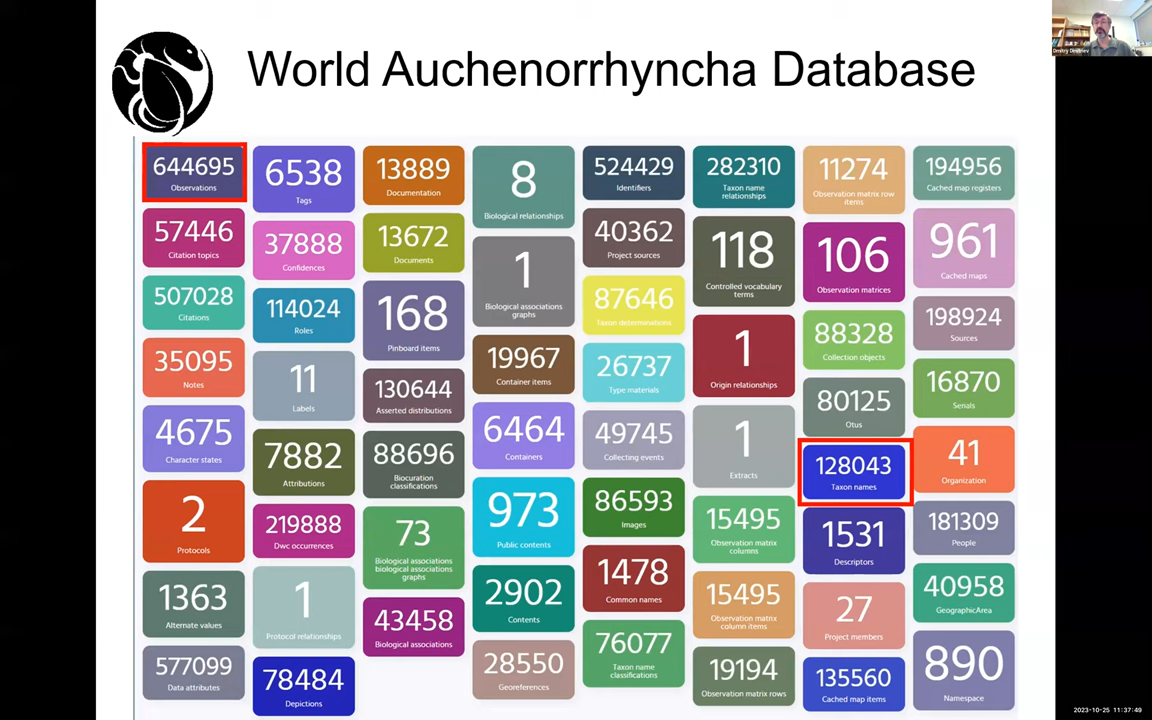 World Auchenorrhyncha Database
Dmitry Dmitriev
644695
Observations
57446
Citation topics
507028
Citations
35095
Notes
4675
Character states
2
Protocols
1363
Alternate values
577099
Data attributes
6538
Tags
37888
Confidences
114024
Roles
11
Labels
7882
Attributions
219888
Dwc occurrences
1
Protocol relationships
78484
Depictions
13889
Documentation
13672
Documents
168
Pinboard items
130644
Asserted distributions
88696
Biocuration
classifications
73
Biological associations
biological associations
graphs
43458
Biological associations
8
Biological relationships
1
Biological associations
graphs
19967
Container items
6464
Containers
973
Public contents
2902
Contents
28550
Georeferences
524429
Identifiers
40362
Project sources
87646
Taxon determinations
26737
Type materials
49745
Collecting events
86593
Images
1478
Common names
76077
Taxon name
classifications
282310
Taxon name
relationships
118
Controlled vocabulary
terms
1
Origin relationships
1
Extracts
15495
Observation matrix
columns
15495
Observation matrix
column items
19194
Observation matrix rows
11274
Observation matrix row
items
106
Observation matrices
88328
Collection objects
80125
Otus
128043
Taxon names
1531
Descriptors
27
Project members
135560
Cached map items
194956
Cached map registers
961
Cached maps
198924
Sources
16870
Serials
41
Organization
181309
People
40958
GeographicArea
890
Namespace
2023-10-25 11:37:49